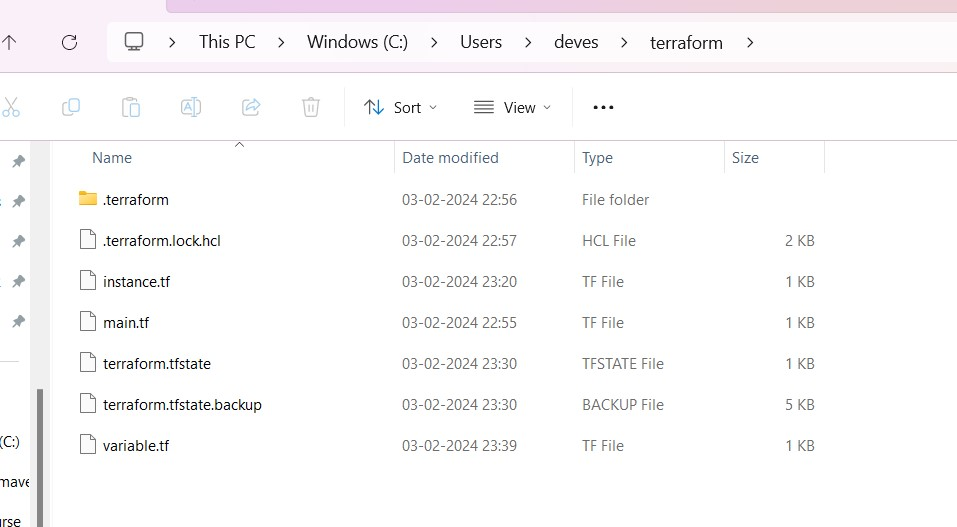 This PC > Windows (C:) > Users > deves > terraform >
Sort View ...
Name Date modified Type Size
.terraform 03-02-2024 22:56 File folder
.terraform.lock.hcl 03-02-2024 22:57 HCL File 2 KB
instance.tf 03-02-2024 23:20 TF File 1 KB
main.tf 03-02-2024 22:55 TF File 1 KB
terraform.tfstate 03-02-2024 23:30 TFSTATE File 1 KB
terraform.tfstate.backup 03-02-2024 23:30 BACKUP File 5 KB
(C:) variable.tf 03-02-2024 23:39 TF File 1 KB